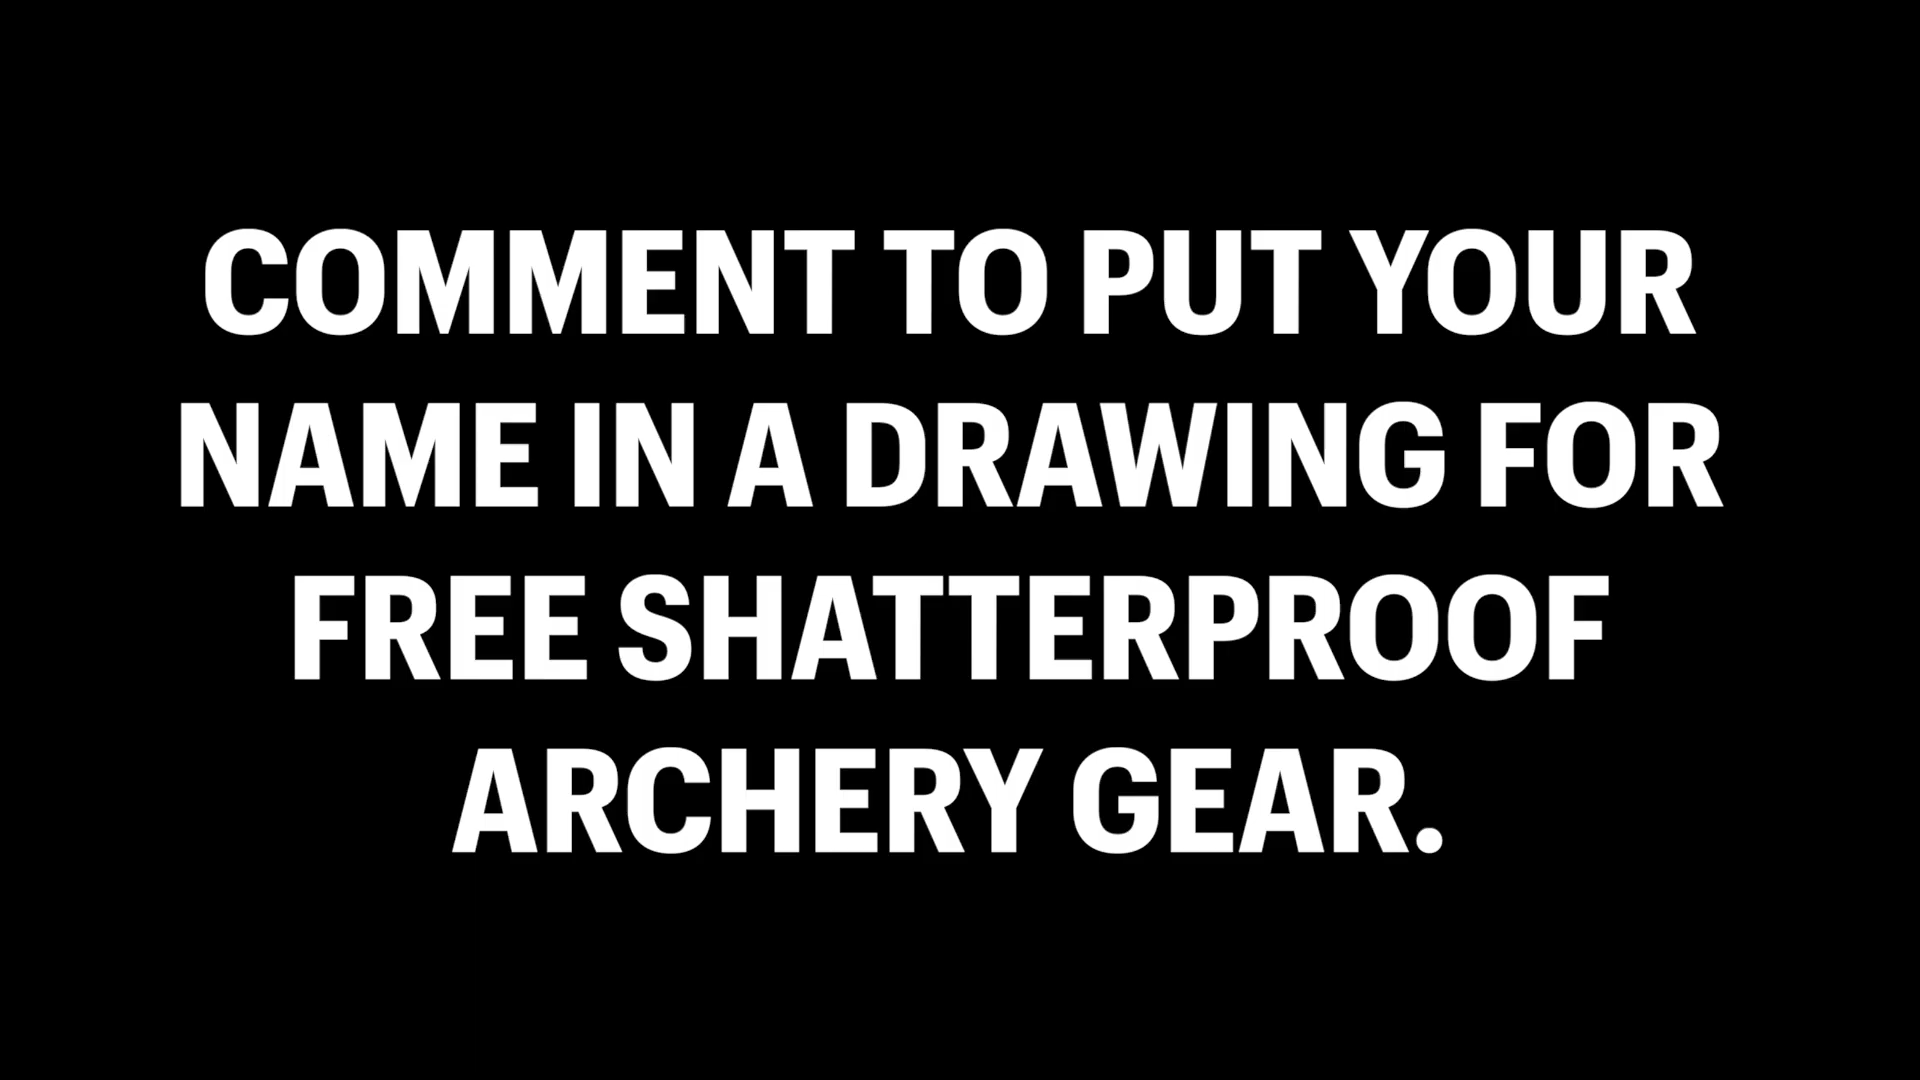 COMMENT TO PUT YOUR
NAME IN A DRAWING FOR
FREE SHATTERPROOF
ARCHERY GEAR.